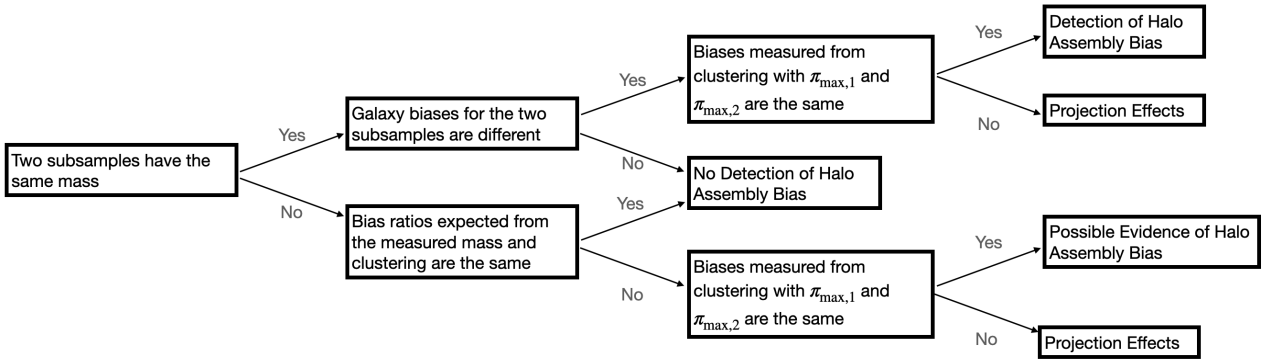 Two subsamples have the
same mass
Yes
No
Galaxy biases for the two
subsamples are different
Bias ratios expected from
the measured mass and
clustering are the same
Yes
No
Yes
No
Biases measured from
clustering with π_max,1 and
π_max,2 are the same
No Detection of Halo
Assembly Bias
Biases measured from
clustering with π_max,1 and
π_max,2 are the same
Yes
No
Yes
No
Detection of Halo
Assembly Bias
Projection Effects
Possible Evidence of Halo
Assembly Bias
Projection Effects